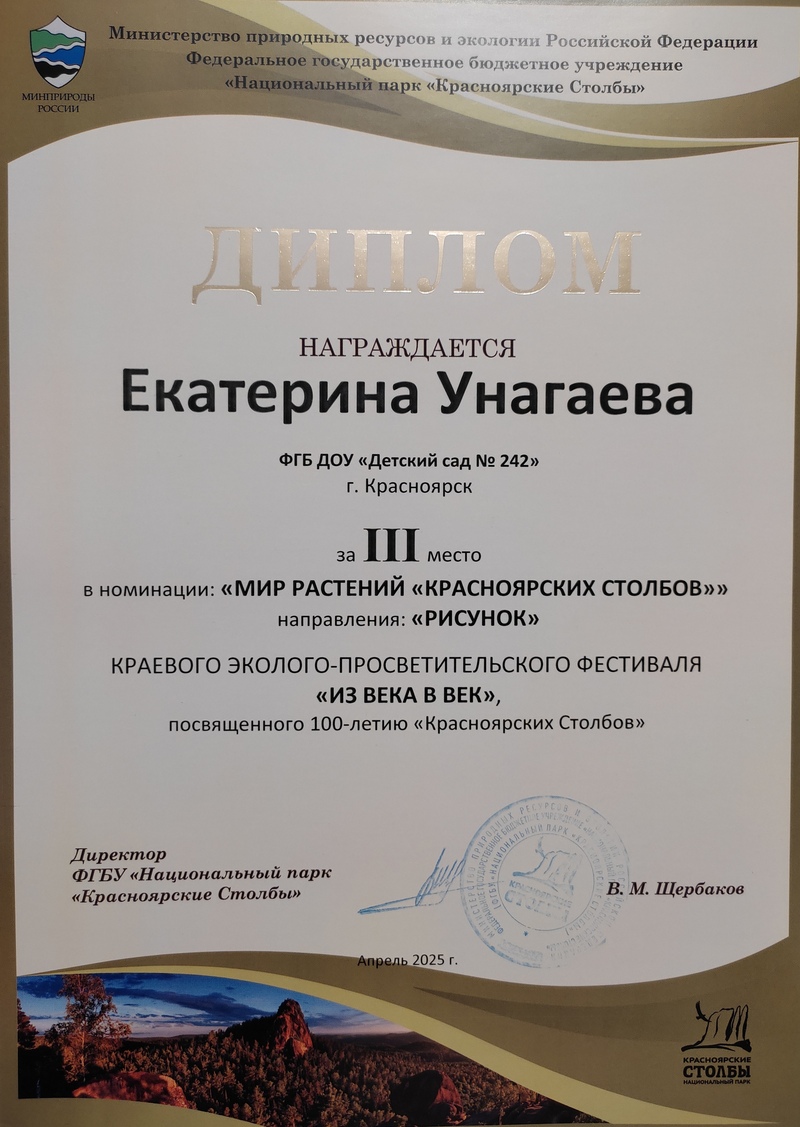 Министерство природных ресурсов и экологии Российской Федерации
Федеральное государственное бюджетное учреждение
«Национальный парк «Красноярские Столбы»
МИНПРИРОДЫ
РОССИИ
ДИПЛОМ
НАГРАЖДАЕТСЯ
Екатерина Унагаева
ФГБ ДОУ «Детский сад № 242»
г. Красноярск
за III место
в номинации: «МИР РАСТЕНИЙ «КРАСНОЯРСКИХ СТОЛБОВ»»
направления: «РИСУНОК»
КРАЕВОГО ЭКОЛОГО-ПРОСВЕТИТЕЛЬСКОГО ФЕСТИВАЛЯ
«ИЗ ВЕКА В ВЕК»,
посвященного 100-летию «Красноярских Столбов»
Директор
ФГБУ «Национальный парк
«Красноярские Столбы»
В. М. Щербаков
Апрель 2025 г.
КРАСНОЯРСКИЕ
СТОЛБЫ
НАЦИОНАЛЬНЫЙ ПАРК